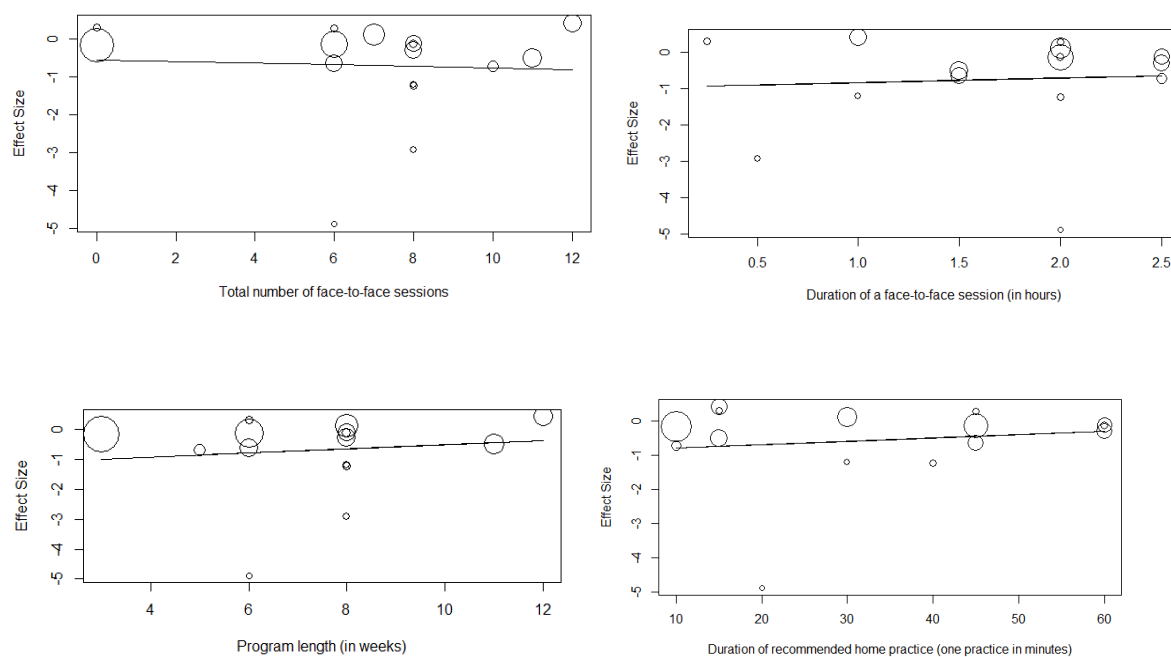 Effect Size
0
-1
-2
-3
-4
-5
0 2 4 6 8 10 12
Total number of face-to-face sessions
Effect Size
0
-1
-2
-3
-4
-5
0.5 1.0 1.5 2.0 2.5
Duration of a face-to-face session (in hours)
Effect Size
0
-1
-2
-3
-4
-5
4 6 8 10 12
Program length (in weeks)
Effect Size
0
-1
-2
-3
-4
-5
10 20 30 40 50 60
Duration of recommended home practice (one practice in minutes)